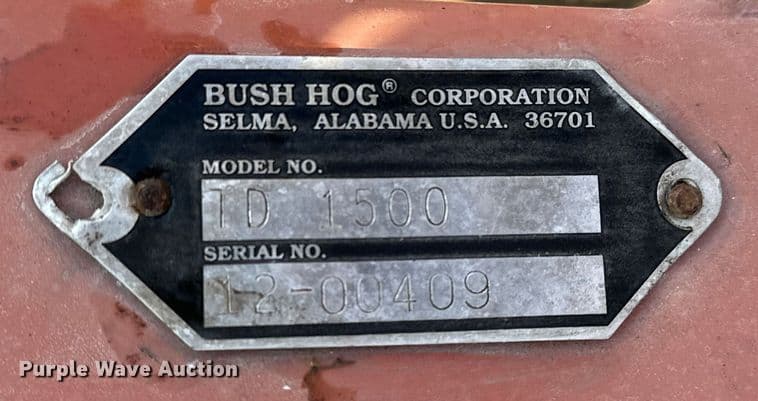 BUSH HOG® CORPORATION
SELMA, ALABAMA U.S.A. 36701
MODEL NO.
TD 1500
SERIAL NO.
12-00409
Purple Wave Auction